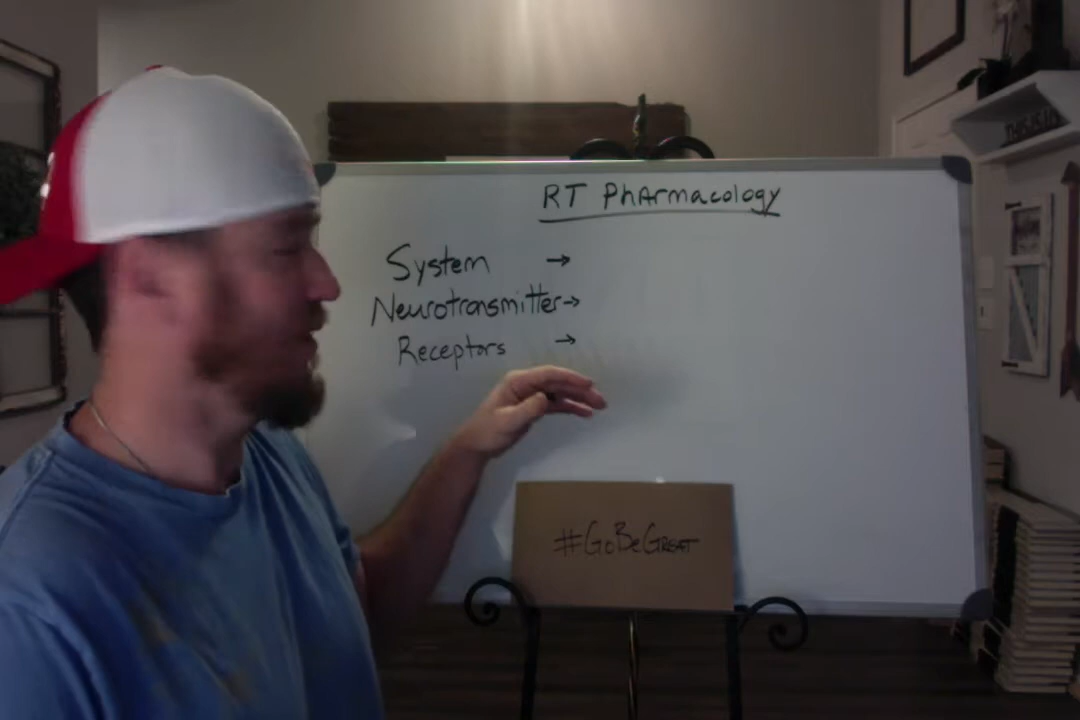 RT Pharmacology
System →
Neurotransmitter→
Receptors →
#GoBeGreat